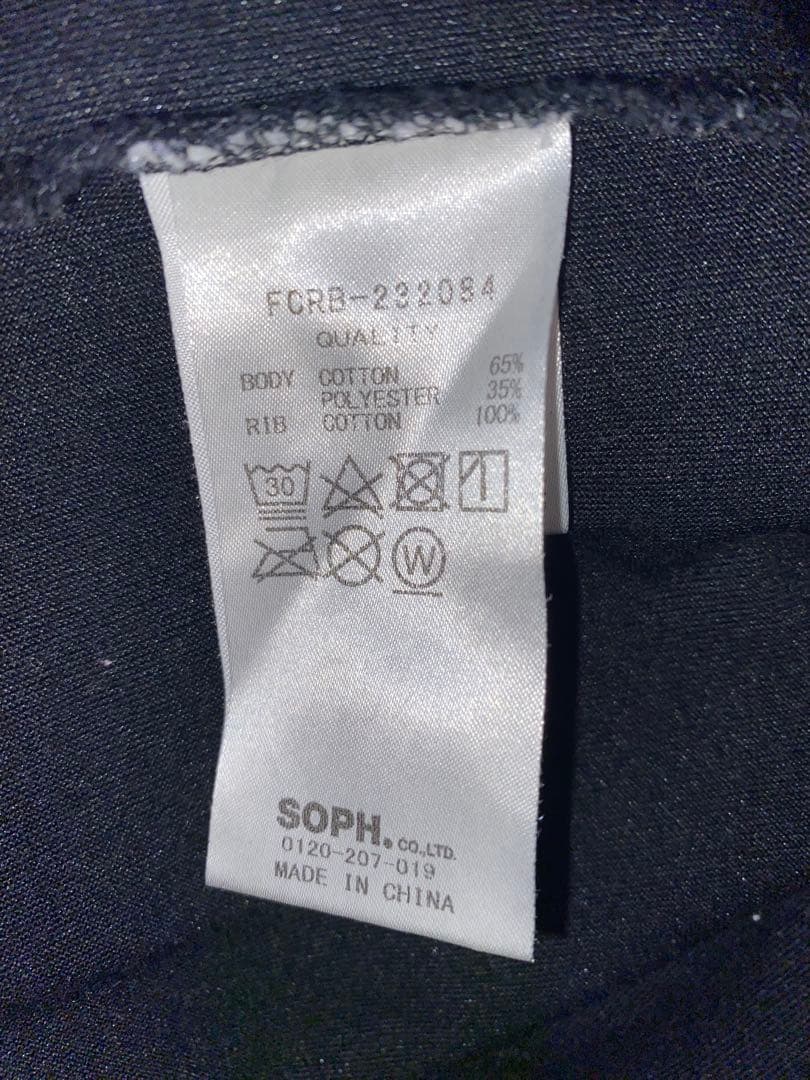 FCRB-232084
QUALITY
BODY COTTON 65%
POLYESTER 35%
RIB COTTON 100%
30
W
SOPH. CO.,LTD.
0120-207-019
MADE IN CHINA